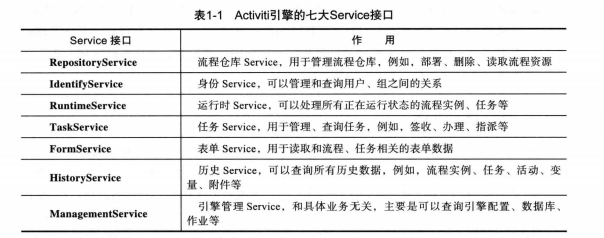 表1-1 Activiti引擎的七大Service接口
Service 接口 作 用
RepositoryService 流程仓库 Service，用于管理流程仓库，例如，部署、删除、读取流程资源
IdentifyService 身份 Service，可以管理和查询用户、组之间的关系
RuntimeService 运行时 Service，可以处理所有正在运行状态的流程实例、任务等
TaskService 任务 Service，用于管理、查询任务，例如，签收、办理、指派等
FormService 表单 Service，用于读取和流程、任务相关的表单数据
HistoryService 历史 Service，可以查询所有历史数据，例如，流程实例、任务、活动、变
量、附件等
ManagementService 引擎管理 Service，和具体业务无关，主要是可以查询引擎配置、数据库、
作业等